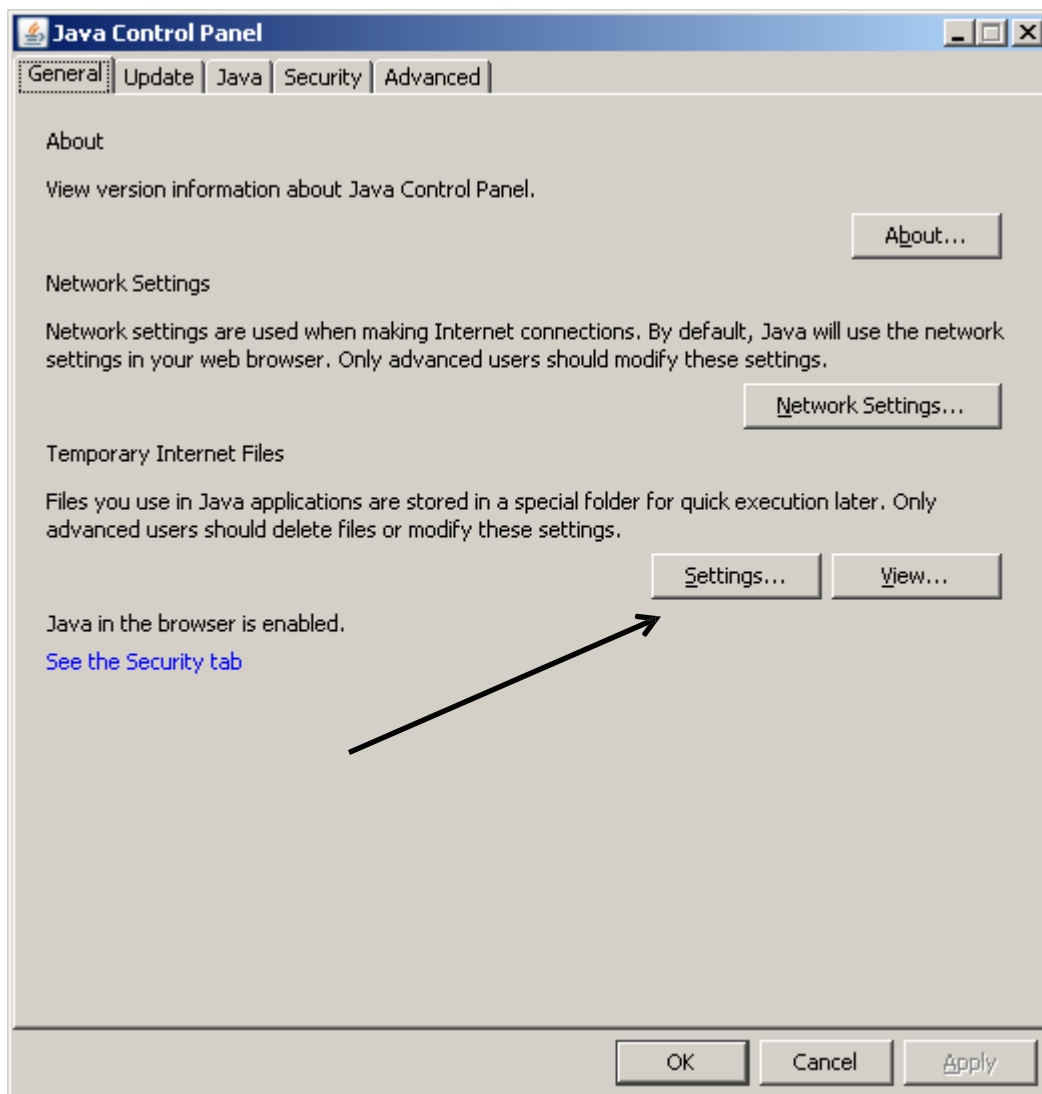 Java Control Panel
General Update Java Security Advanced
About
View version information about Java Control Panel.
About...
Network Settings
Network settings are used when making Internet connections. By default, Java will use the network
settings in your web browser. Only advanced users should modify these settings.
Network Settings...
Temporary Internet Files
Files you use in Java applications are stored in a special folder for quick execution later. Only
advanced users should delete files or modify these settings.
Settings... View...
Java in the browser is enabled.
See the Security tab
OK Cancel Apply